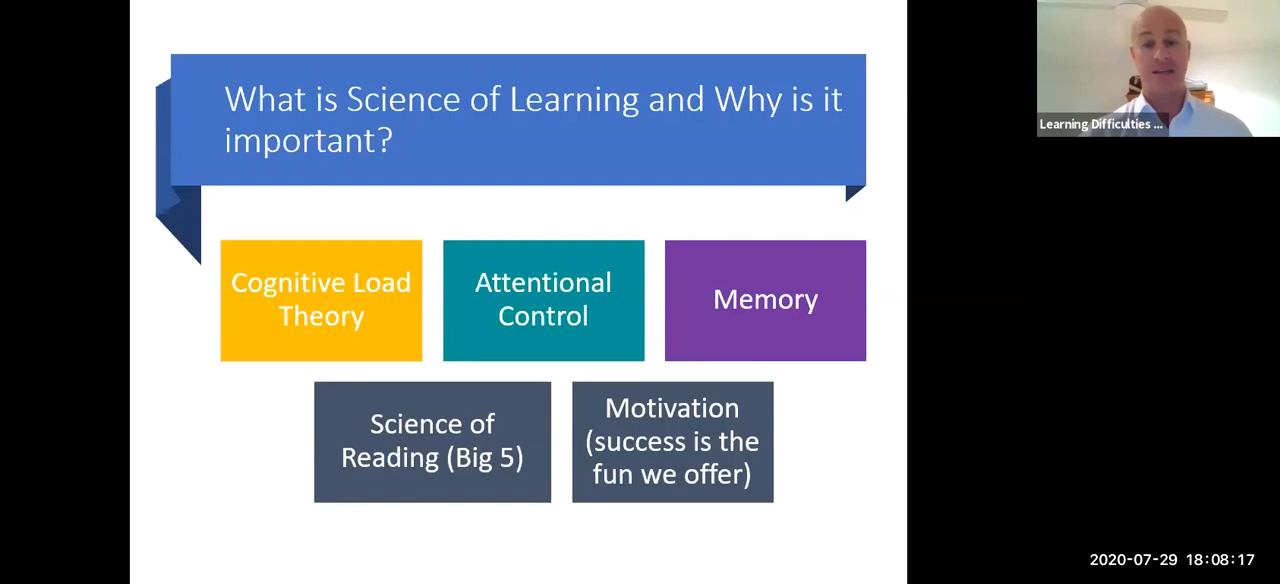 What is Science of Learning and Why is it
important?
Learning Difficulties ...
Cognitive Load
Theory
Attentional
Control
Memory
Science of
Reading (Big 5)
Motivation
(success is the
fun we offer)
2020-07-29 18:08:17